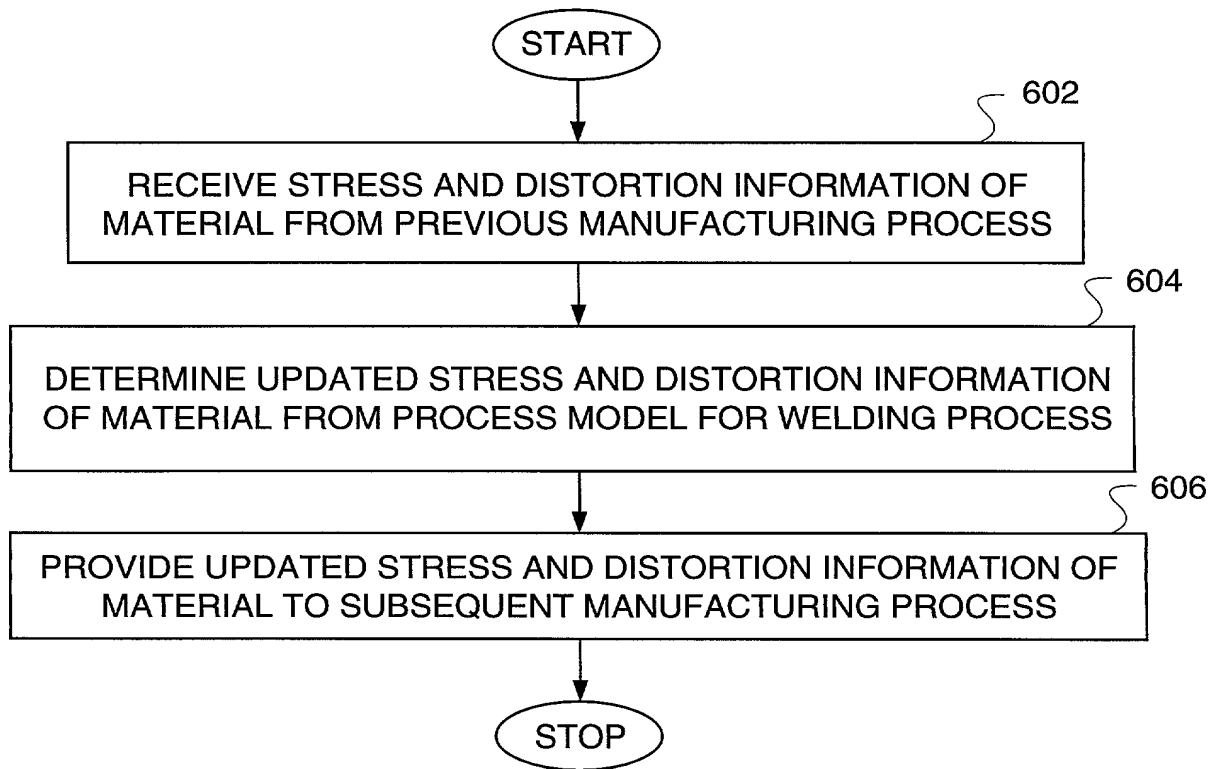 START
602
RECEIVE STRESS AND DISTORTION INFORMATION OF
MATERIAL FROM PREVIOUS MANUFACTURING PROCESS
604
DETERMINE UPDATED STRESS AND DISTORTION INFORMATION
OF MATERIAL FROM PROCESS MODEL FOR WELDING PROCESS
606
PROVIDE UPDATED STRESS AND DISTORTION INFORMATION OF
MATERIAL TO SUBSEQUENT MANUFACTURING PROCESS
STOP